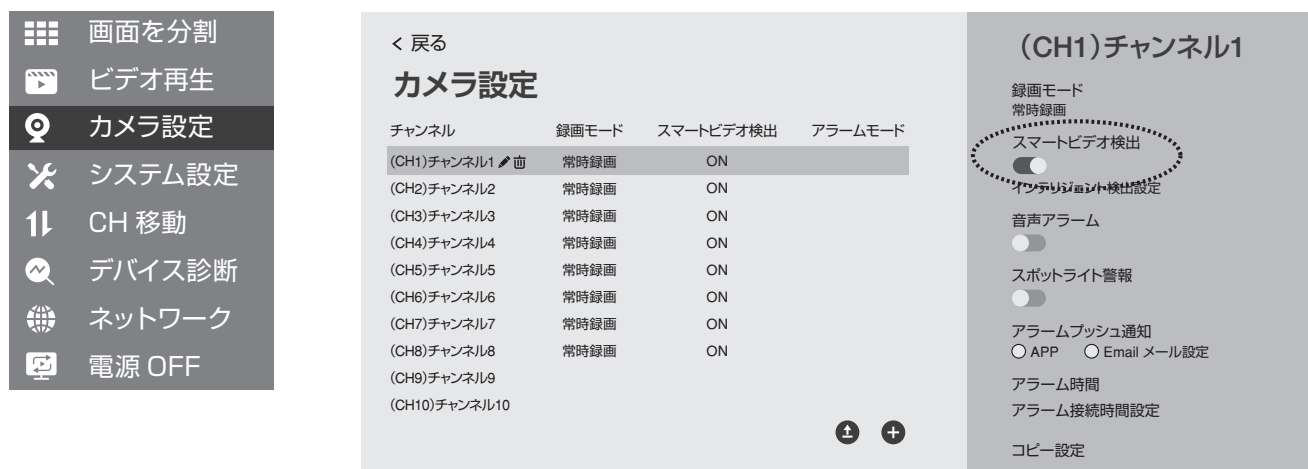 画面を分割
ビデオ再生
カメラ設定
システム設定
CH 移動
デバイス診断
ネットワーク
電源 OFF
< 戻る
カメラ設定
チャンネル 録画モード スマートビデオ検出 アラームモード
(CH1)チャンネル1 常時録画 ON
(CH2)チャンネル2 常時録画 ON
(CH3)チャンネル3 常時録画 ON
(CH4)チャンネル4 常時録画 ON
(CH5)チャンネル5 常時録画 ON
(CH6)チャンネル6 常時録画 ON
(CH7)チャンネル7 常時録画 ON
(CH8)チャンネル8 常時録画 ON
(CH9)チャンネル9
(CH10)チャンネル10
(CH1)チャンネル1
録画モード
常時録画
スマートビデオ検出
インテリジェント検出設定
音声アラーム
スポットライト警報
アラームプッシュ通知
APP Email メール設定
アラーム時間
アラーム接続時間設定
コピー設定